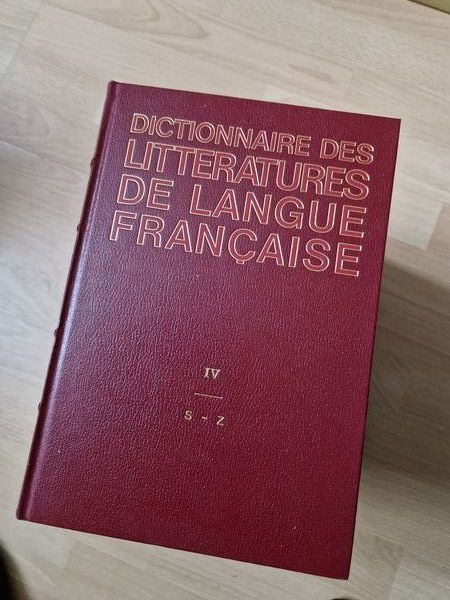 DICTIONNAIRE DES
LITTERATURES
DE LANGUE
FRANÇAISE
IV
S - Z